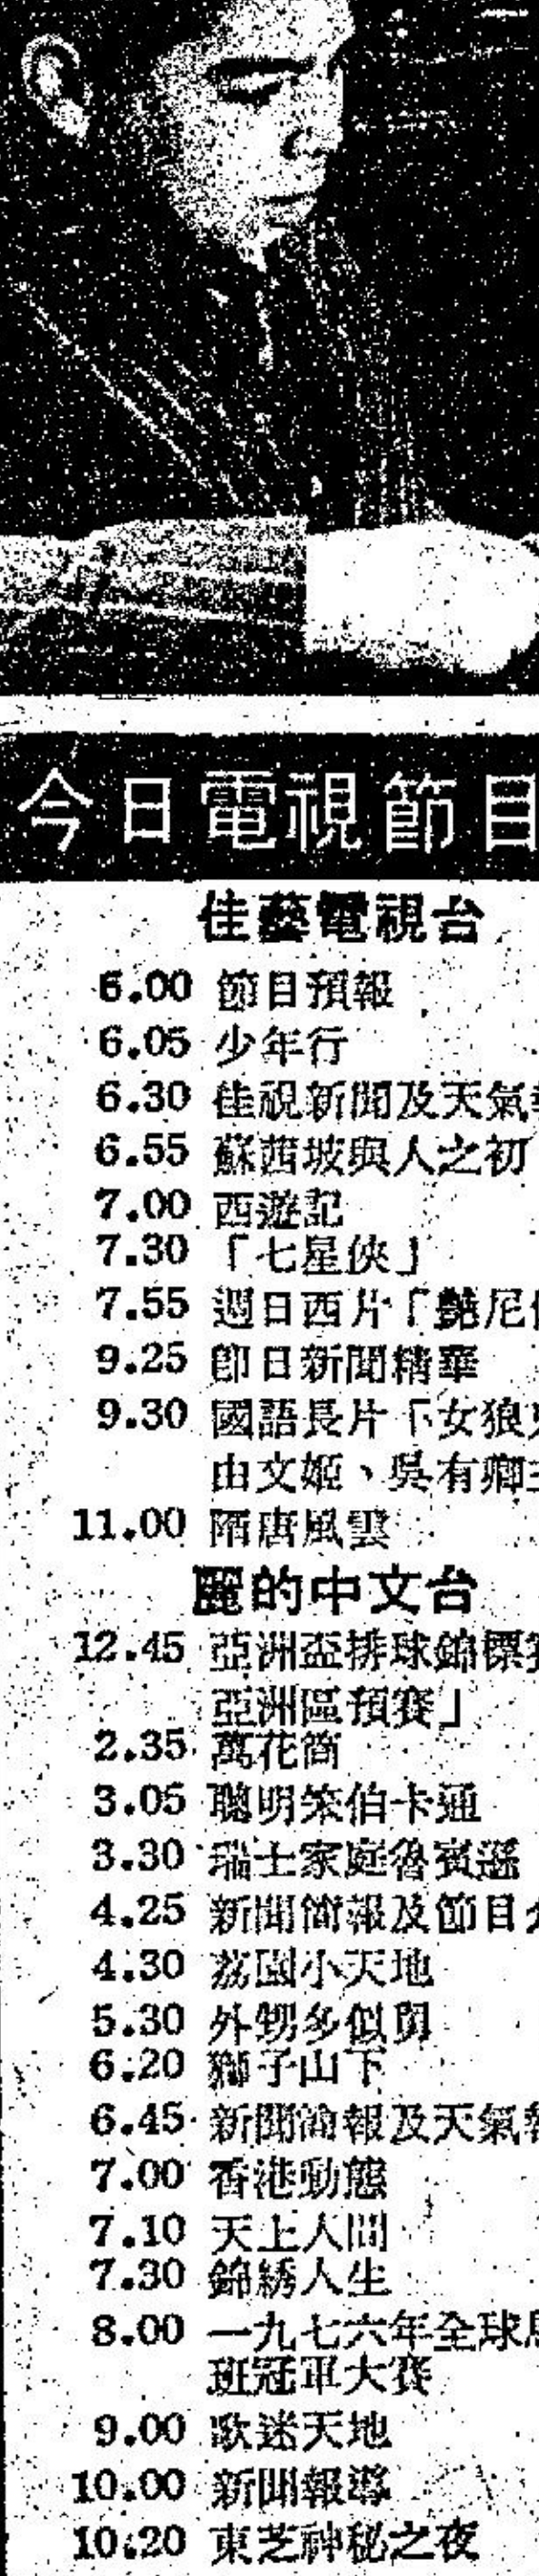 今日電視節目
佳藝電視台
6.00 節目預報
6.05 少年行
6.30 佳視新聞及天氣
6.55 蘇茜坡與人之初
7.00 西遊記
7.30 「七星俠」
7.55 週日西片「艷尼
9.25 即日新聞精華
9.30 國語長片「女狼
由文姬、吳有卿
11.00 隋唐風雲
麗的中文台
12.45 亞洲盃排球錦標
亞洲區預賽」
2.35 萬花筒
3.05 聰明笨伯卡通
3.30 瑞士家庭魯賓遜
4.25 新聞簡報及節目
4.30 荔園小天地
5.30 外甥多似舅
6.20 獅子山下
6.45 新聞簡報及天氣
7.00 香港動態
7.10 天上人間
7.30 錦綉人生
8.00 一九七六年全球
班冠軍大賽
9.00 歌迷天地
10.00 新聞報導
10.20 東芝神秘之夜